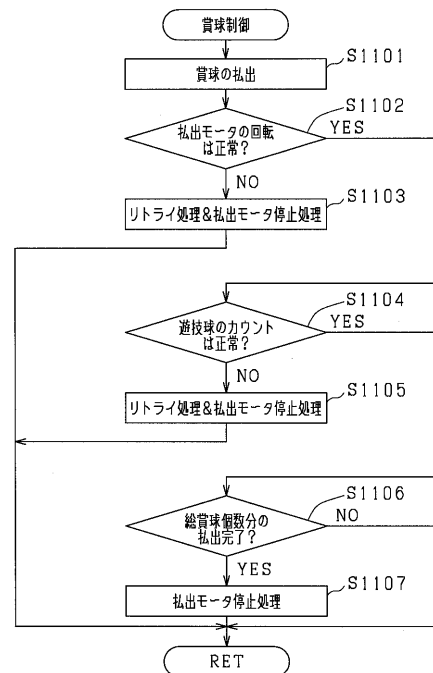 賞球制御
S1101
賞球の払出
S1102
払出モータの回転
は正常?
YES
NO
S1103
リトライ処理&払出モータ停止処理
S1104
遊技球のカウント
は正常?
YES
NO
S1105
リトライ処理&払出モータ停止処理
S1106
総賞球個数分の
払出完了?
NO
YES
S1107
払出モータ停止処理
RET